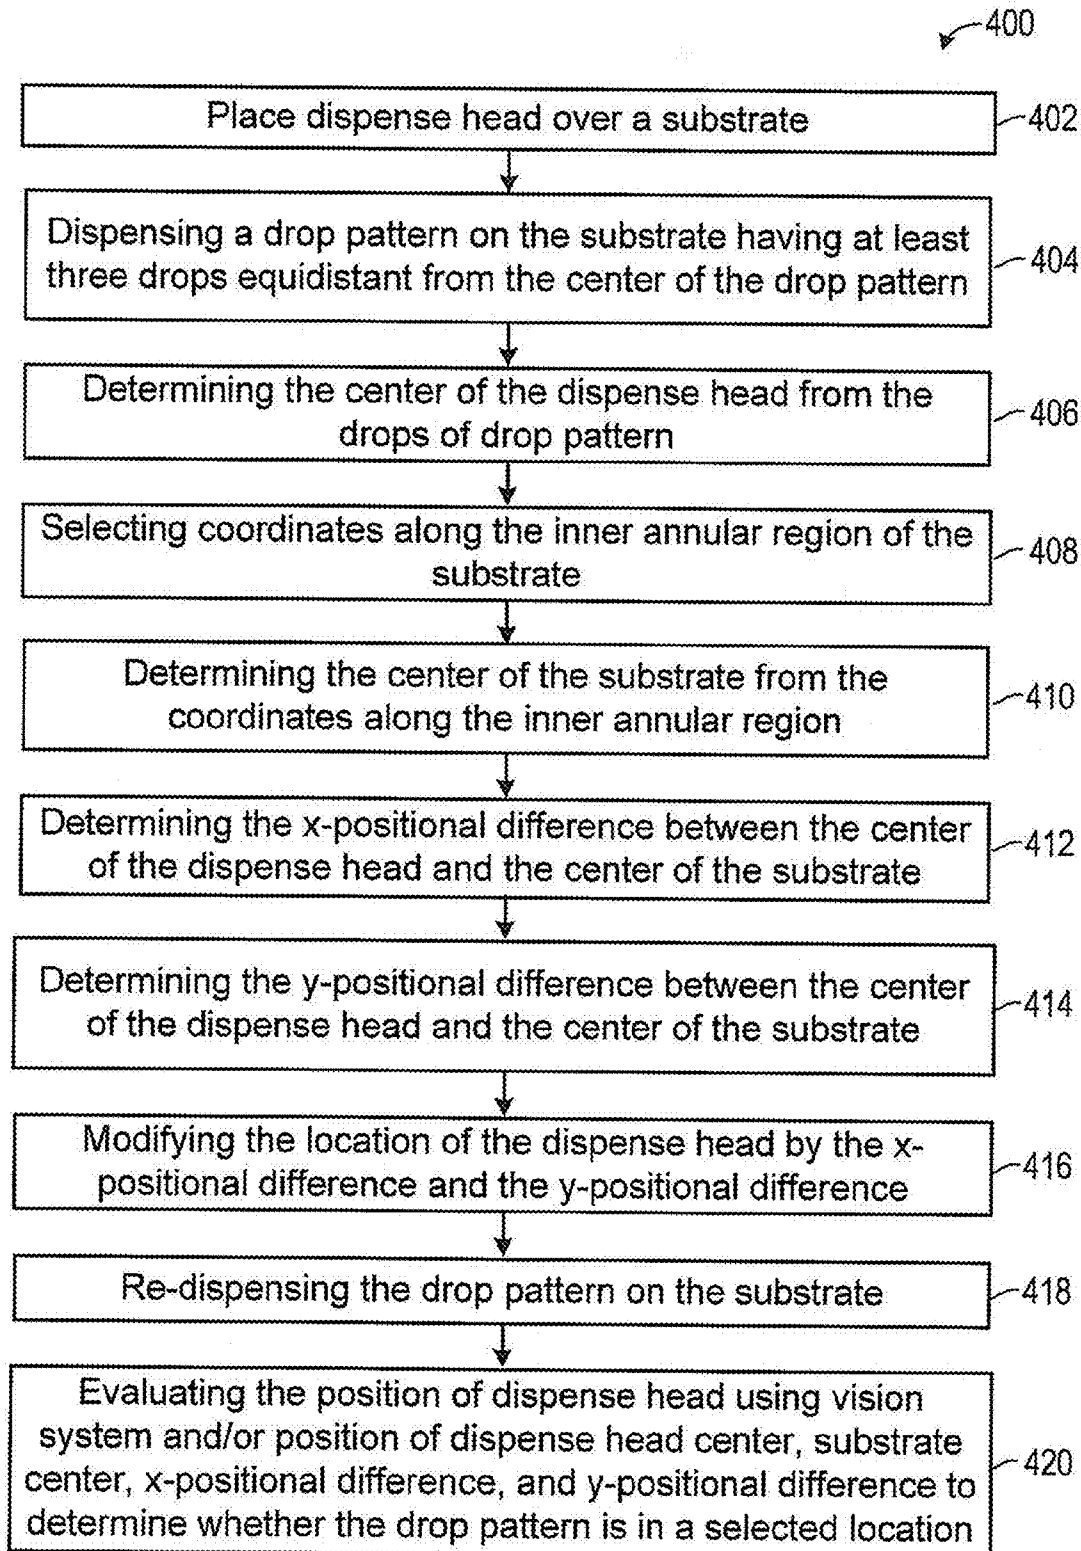 400
Place dispense head over a substrate
402
Dispensing a drop pattern on the substrate having at least
three drops equidistant from the center of the drop pattern
404
Determining the center of the dispense head from the
drops of drop pattern
406
Selecting coordinates along the inner annular region of the
substrate
408
Determining the center of the substrate from the
coordinates along the inner annular region
410
Determining the x-positional difference between the center
of the dispense head and the center of the substrate
412
Determining the y-positional difference between the center
of the dispense head and the center of the substrate
414
Modifying the location of the dispense head by the x-
positional difference and the y-positional difference
416
Re-dispensing the drop pattern on the substrate
418
Evaluating the position of dispense head using vision
system and/or position of dispense head center, substrate
center, x-positional difference, and y-positional difference to
determine whether the drop pattern is in a selected location
420